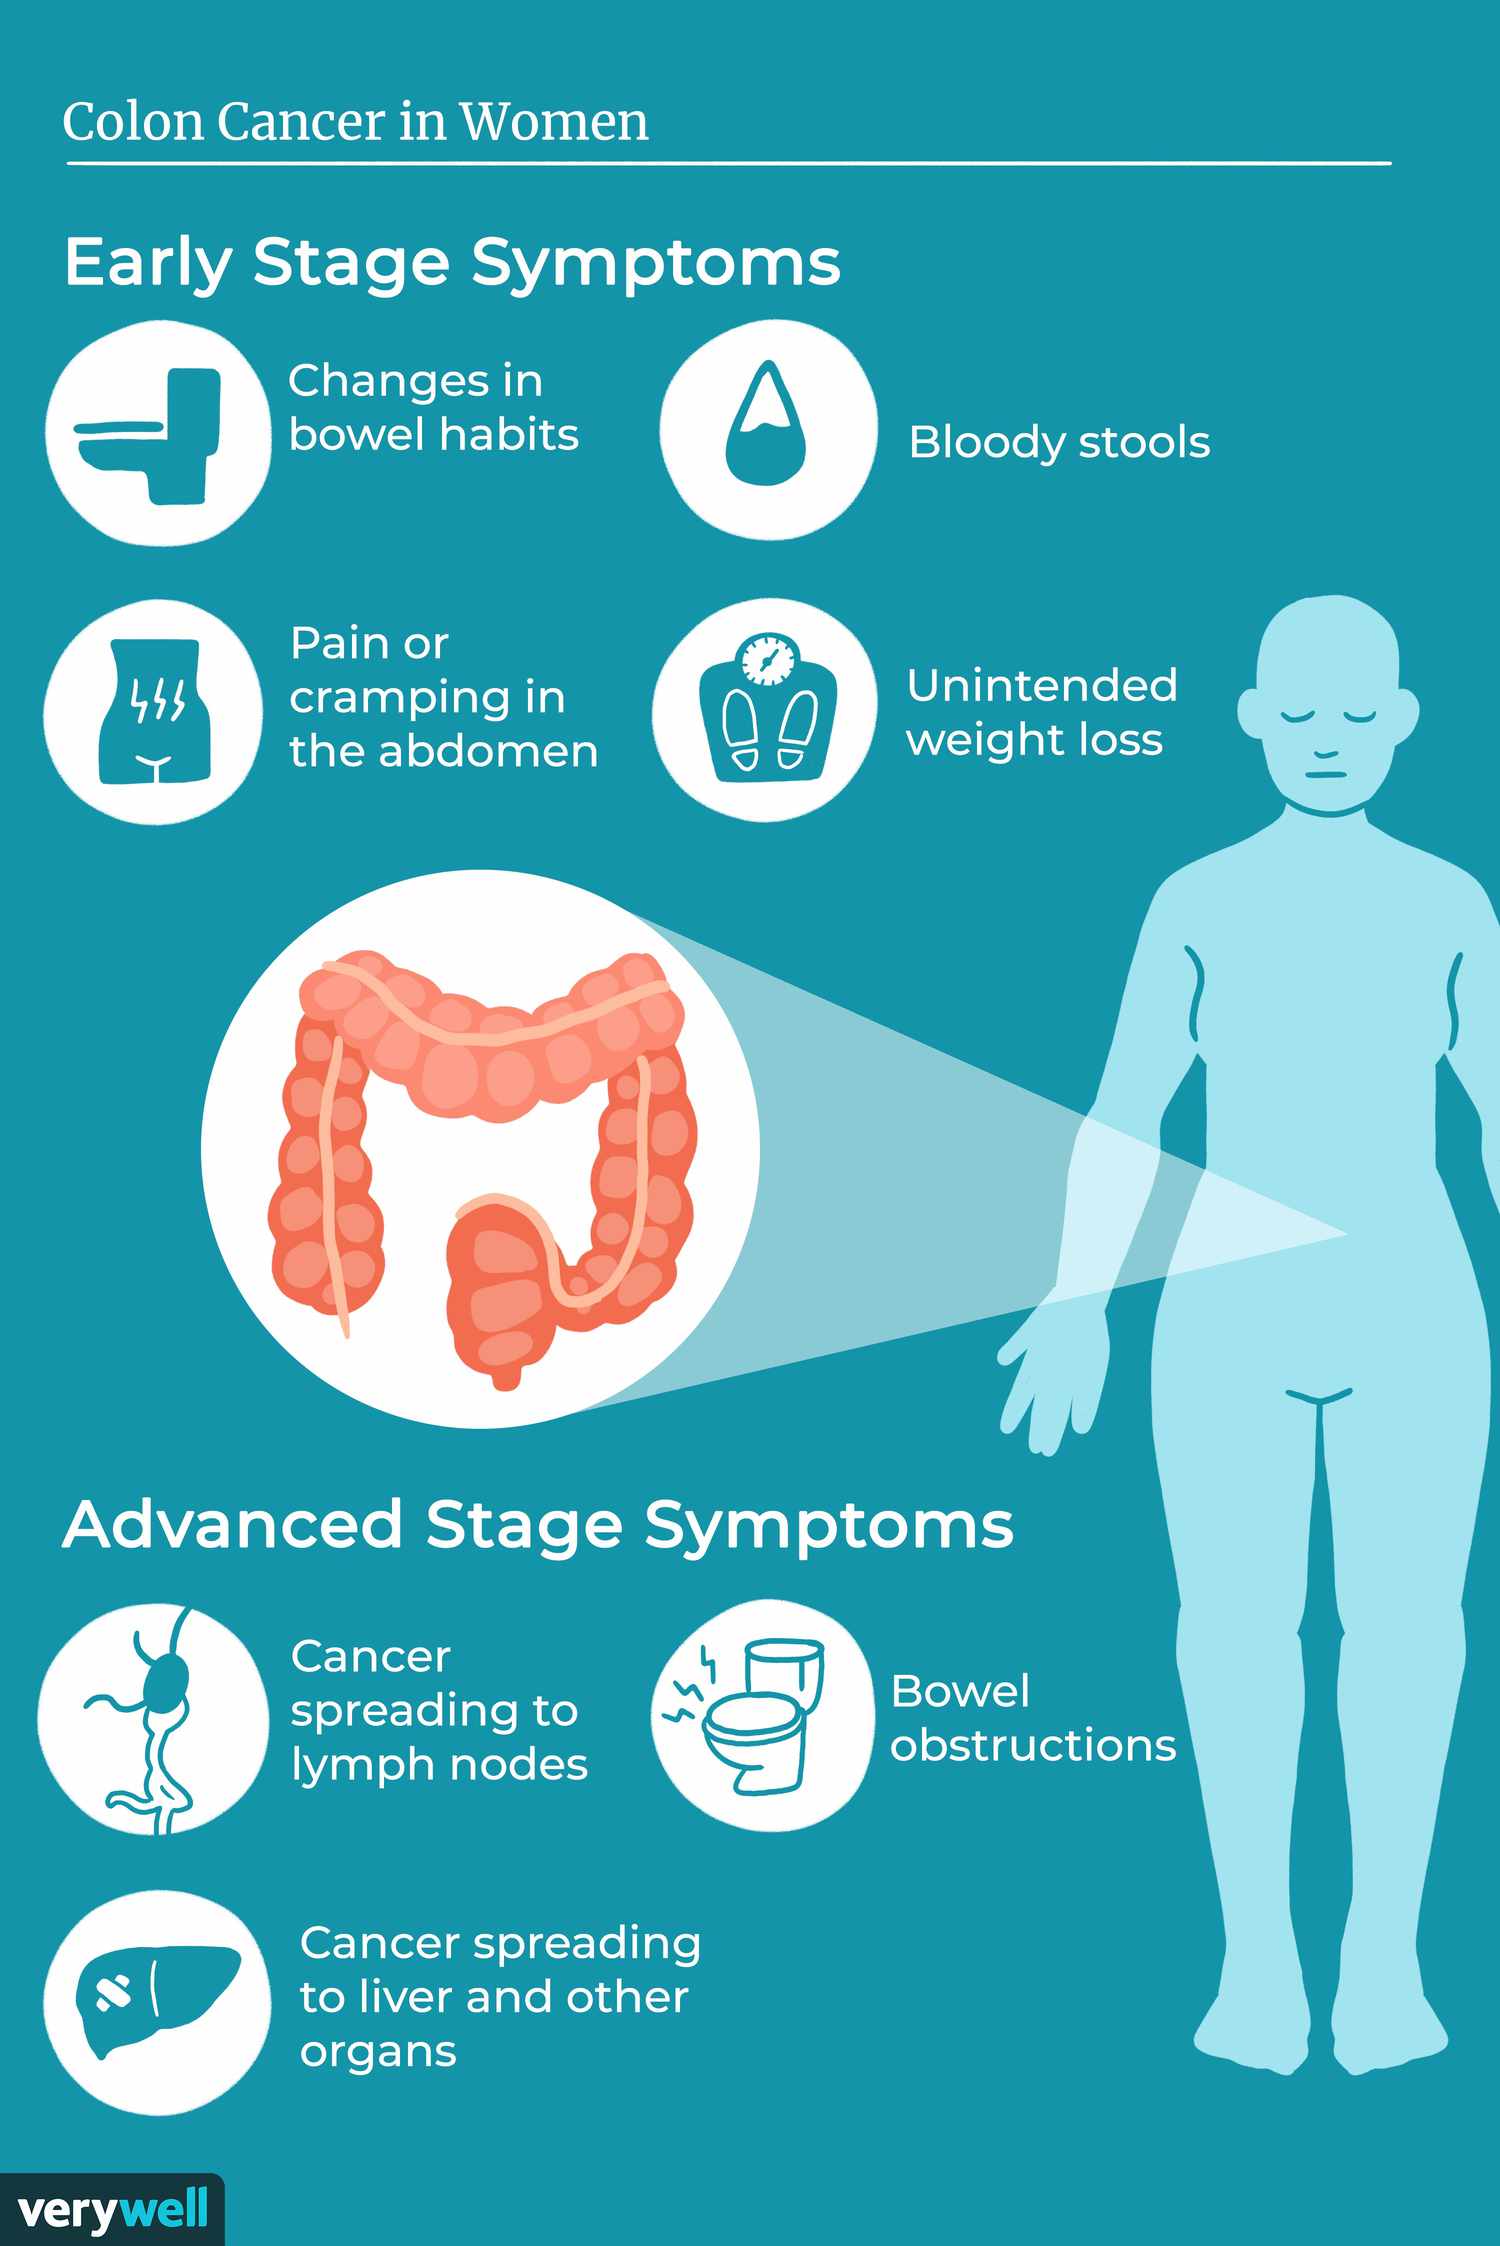 Colon Cancer in Women
Early Stage Symptoms
Changes in
bowel habits
Bloody stools
Pain or
cramping in
the abdomen
Unintended
weight loss
Advanced Stage Symptoms
Cancer
spreading to
lymph nodes
Bowel
obstructions
Cancer spreading
to liver and other
organs
verywell